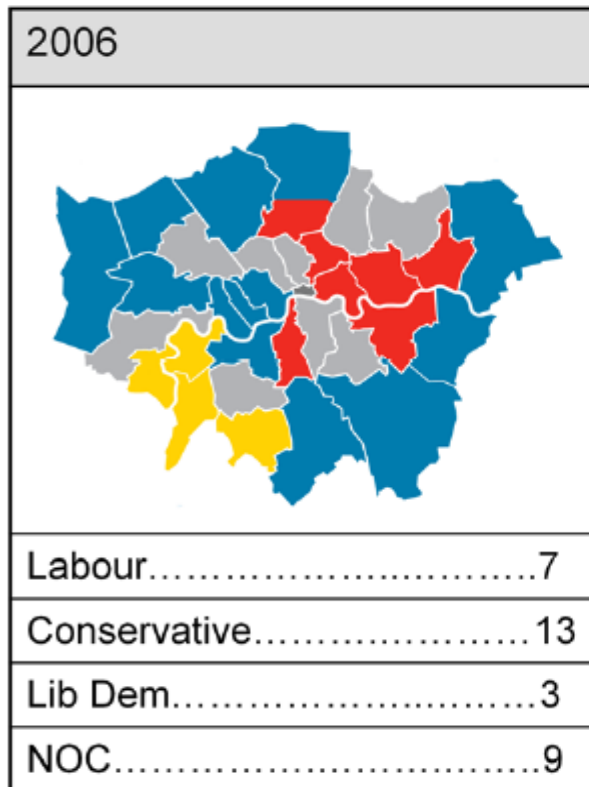 2006
Labour……………………..………..7
Conservative………….……………13
Lib Dem…………………..………..3
NOC…………………………………..9